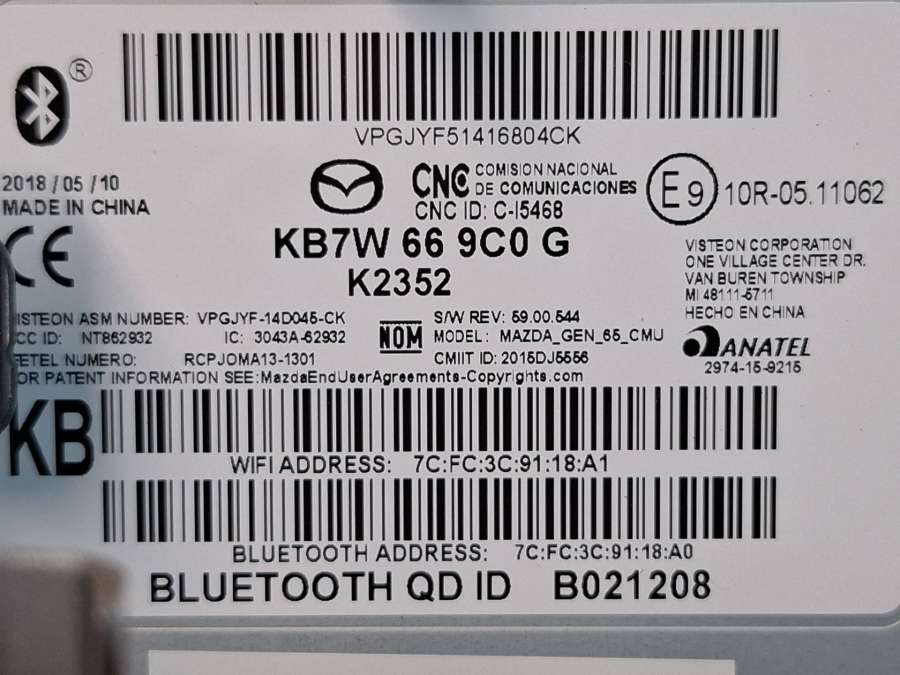 ®
VPGJYF51416804CK
2018 / 05 / 10
MADE IN CHINA
CNC COMISION NACIONAL
DE COMUNICACIONES
CNC ID: C-I5468
E9 10R-05.11062
CE
KB7W 66 9C0 G
K2352
VISTEON CORPORATION
ONE VILLAGE CENTER DR.
VAN BUREN TOWNSHIP
MI 48111-5711
HECHO EN CHINA
ISTEON ASM NUMBER: VPGJYF-14D045-CK
CC ID: NT862932 IC: 3043A-62932
FETEL NUMERO: RCPJOMA13-1301
NOM
S/W REV: 59.00.544
MODEL: MAZDA_GEN_65_CMU
CMIIT ID: 2015DJ5556
ANATEL
2974-15-9215
OR PATENT INFORMATION SEE:MazdaEndUserAgreements-Copyrights.com
KB
WIFI ADDRESS: 7C:FC:3C:91:18:A1
BLUETOOTH ADDRESS: 7C:FC:3C:91:18:A0
BLUETOOTH QD ID B021208